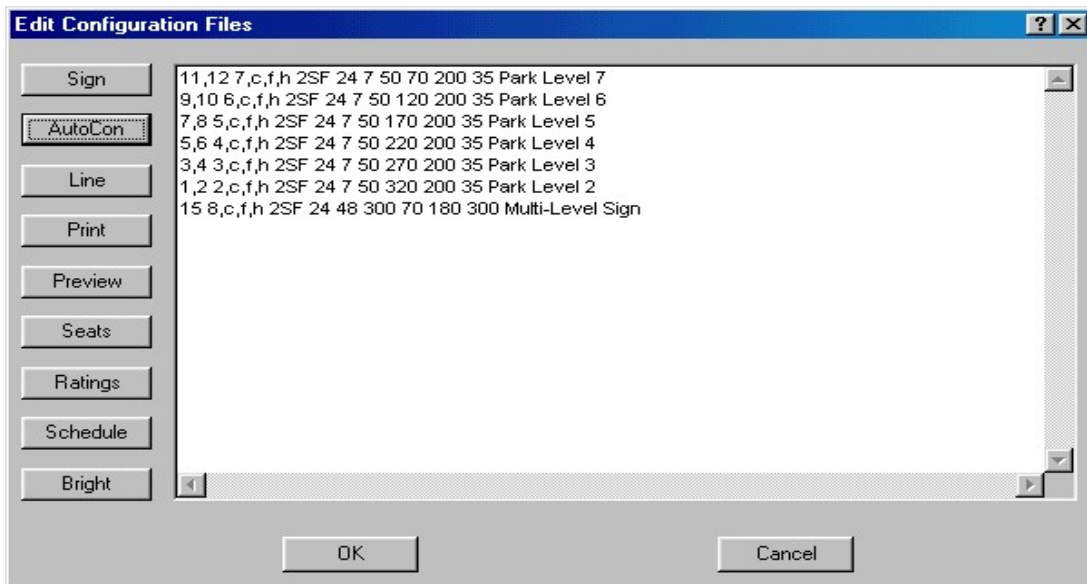 Edit Configuration Files
Sign
AutoCon
Line
Print
Preview
Seats
Ratings
Schedule
Bright
11,12 7,c,f,h 2SF 24 7 50 70 200 35 Park Level 7
9,10 6,c,f,h 2SF 24 7 50 120 200 35 Park Level 6
7,8 5,c,f,h 2SF 24 7 50 170 200 35 Park Level 5
5,6 4,c,f,h 2SF 24 7 50 220 200 35 Park Level 4
3,4 3,c,f,h 2SF 24 7 50 270 200 35 Park Level 3
1,2 2,c,f,h 2SF 24 7 50 320 200 35 Park Level 2
15 8,c,f,h 2SF 24 48 300 70 180 300 Multi-Level Sign
OK
Cancel